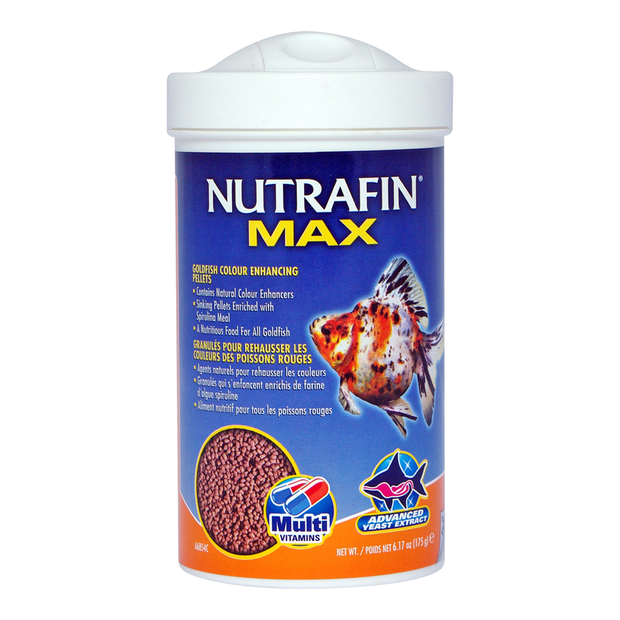 NUTRAFIN®
MAX
GOLDFISH COLOUR ENHANCING
PELLETS
• Contains Natural Colour Enhancers
• Sinking Pellets Enriched with
Spirulina Meal
• A Nutritious Food For All Goldfish
GRANULÉS POUR REHAUSSER LES
COULEURS DES POISSONS ROUGES
• Agents naturels pour rehausser les couleurs
• Granulés qui s'enfoncent enrichis de farine
d'algue spiruline
• Aliment nutritif pour tous les poissons rouges
Multi
VITAMINS
ADVANCED
YEAST EXTRACT
NET WT. / POIDS NET 6.17 oz (175 g) ℮